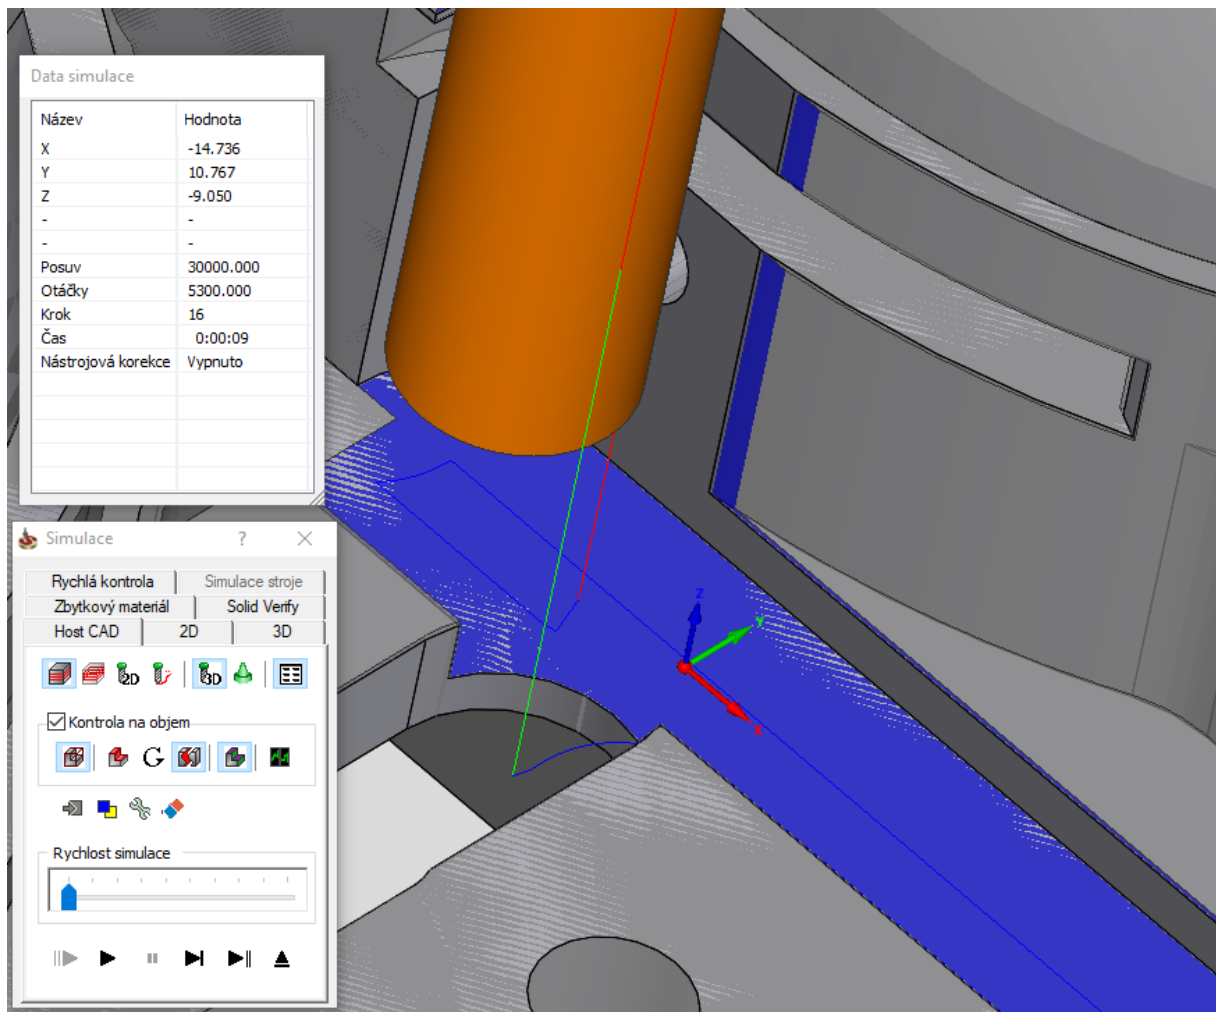 Data simulace
Název Hodnota
X -14.736
Y 10.767
Z -9.050
- -
- -
Posuv 30000.000
Otáčky 5300.000
Krok 16
Čas 0:00:09
Nástrojová korekce Vypnuto
Simulace ?
Rychlá kontrola Simulace stroje
Zbytkový materiál Solid Verify
Host CAD 2D 3D
2D 3D
Kontrola na objem
Rychlost simulace
Z
Y
X